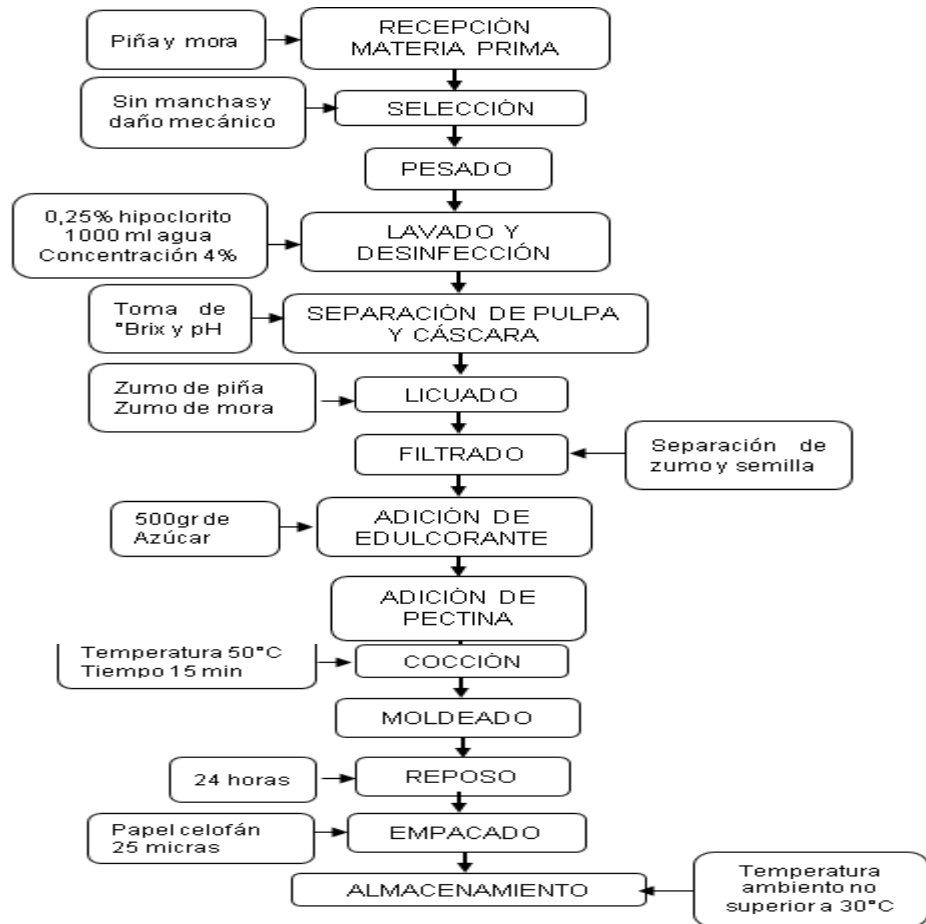 Piña y mora
RECEPCIÓN
MATERIA PRIMA
Sin manchas y
daño mecánico
SELECCIÓN
PESADO
0,25% hipoclorito
1000 ml agua
Concentración 4%
LAVADO Y
DESINFECCIÓN
Toma de
°Brix y pH
SEPARACIÓN DE PULPA
Y CÁSCARA
Zumo de piña
Zumo de mora
LICUADO
FILTRADO
Separación de
zumo y semilla
500gr de
Azúcar
ADICIÓN DE
EDULCORANTE
ADICIÓN DE
PECTINA
Temperatura 50°C
Tiempo 15 min
COCCIÓN
MOLDEADO
24 horas
REPOSO
Papel celofán
25 micras
EMPACADO
ALMACENAMIENTO
Temperatura
ambiento no
superior a 30°C